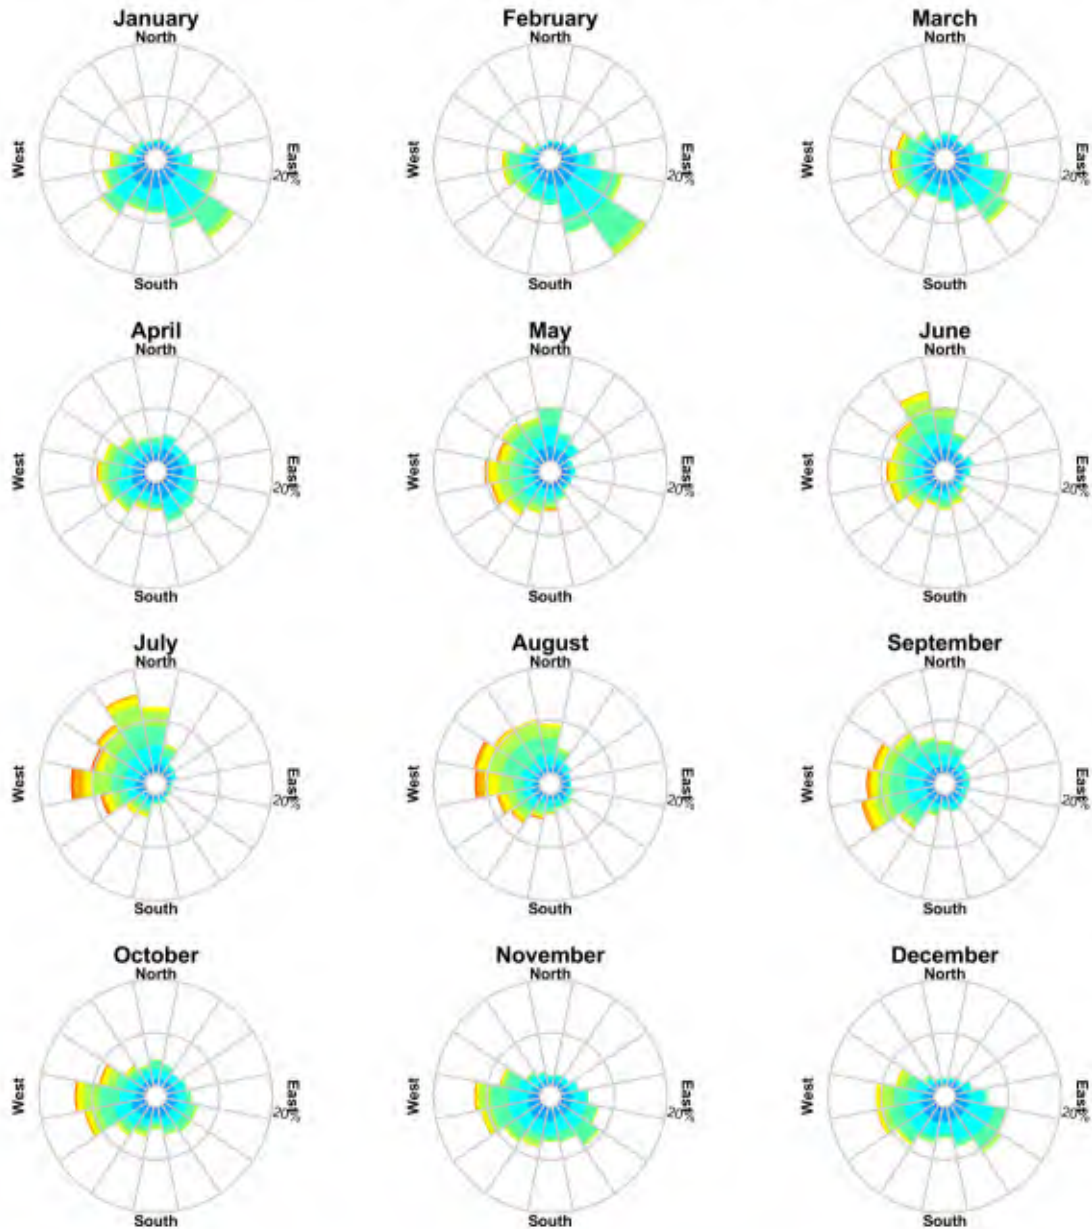 January February March
North North North
West East West East West East
20% 20% 20%
South South South
April May June
North North North
West East West East West East
20% 20% 20%
South South South
July August September
North North North
West East West East West East
20% 20% 20%
South South South
October November December
North North North
West East West East West East
20% 20% 20%
South South South